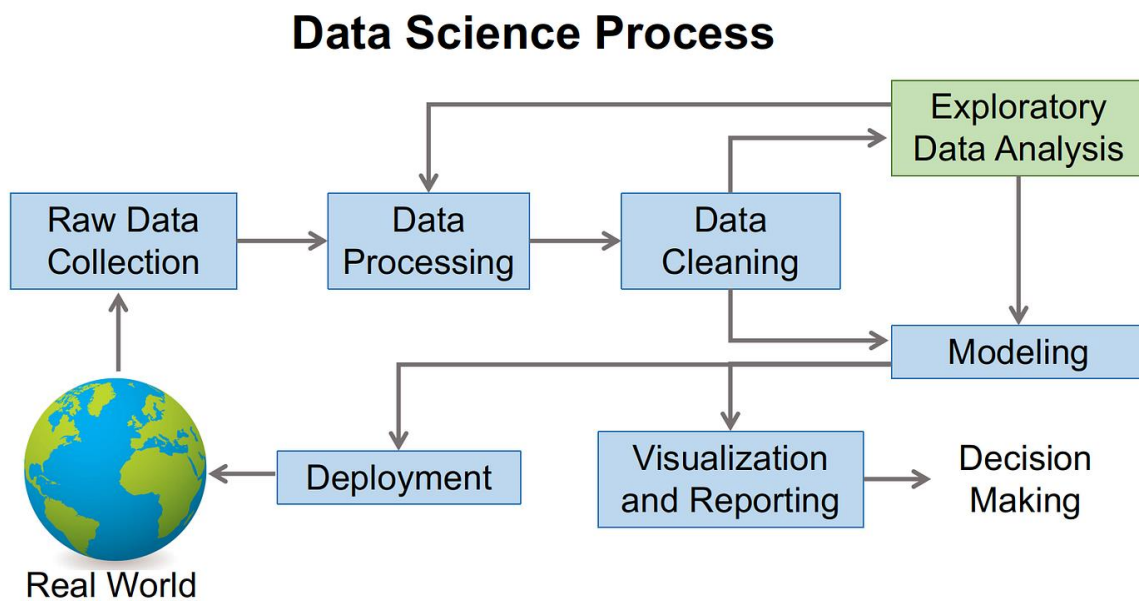 Data Science Process
Exploratory
Data Analysis
Raw Data
Collection
Data
Processing
Data
Cleaning
Modeling
Deployment
Visualization
and Reporting
Decision
Making
Real World